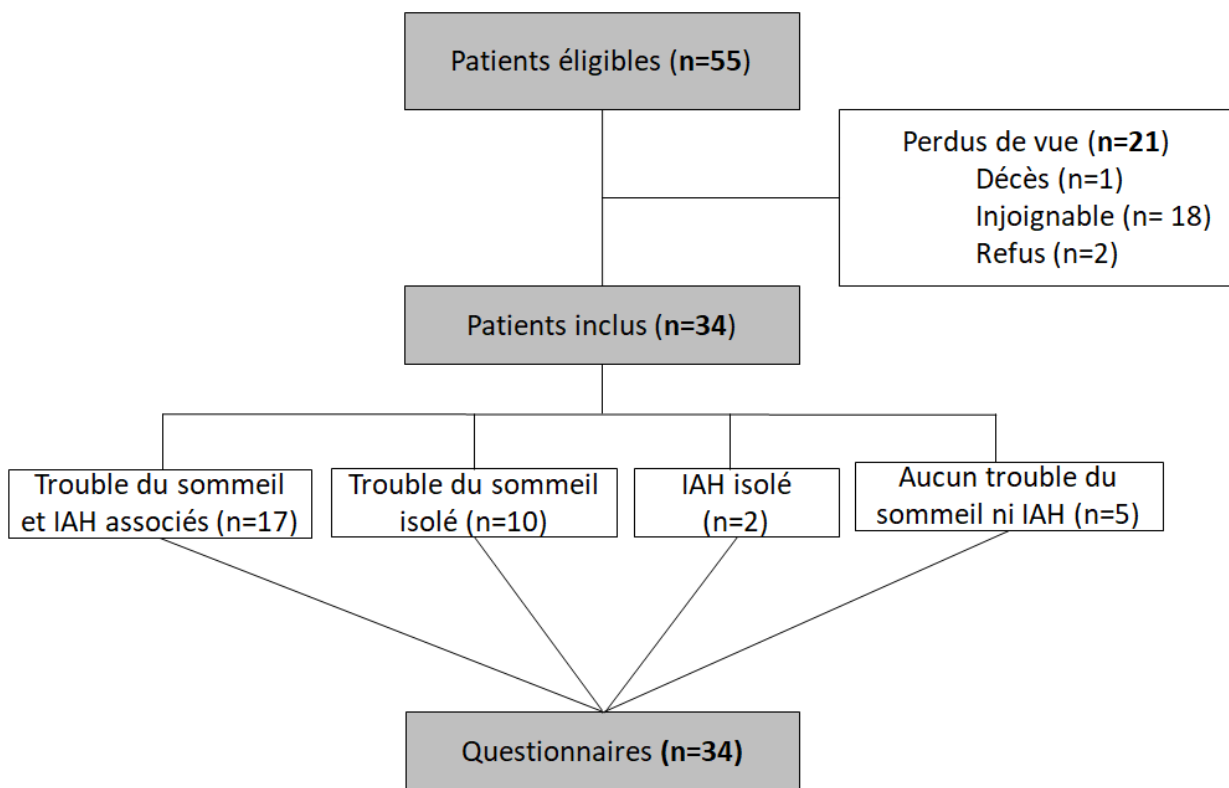 Patients éligibles (n=55)
Perdus de vue (n=21)
Décès (n=1)
Injoignable (n= 18)
Refus (n=2)
Patients inclus (n=34)
Trouble du sommeil
et IAH associés (n=17)
Trouble du sommeil
isolé (n=10)
IAH isolé
(n=2)
Aucun trouble du
sommeil ni IAH (n=5)
Questionnaires (n=34)